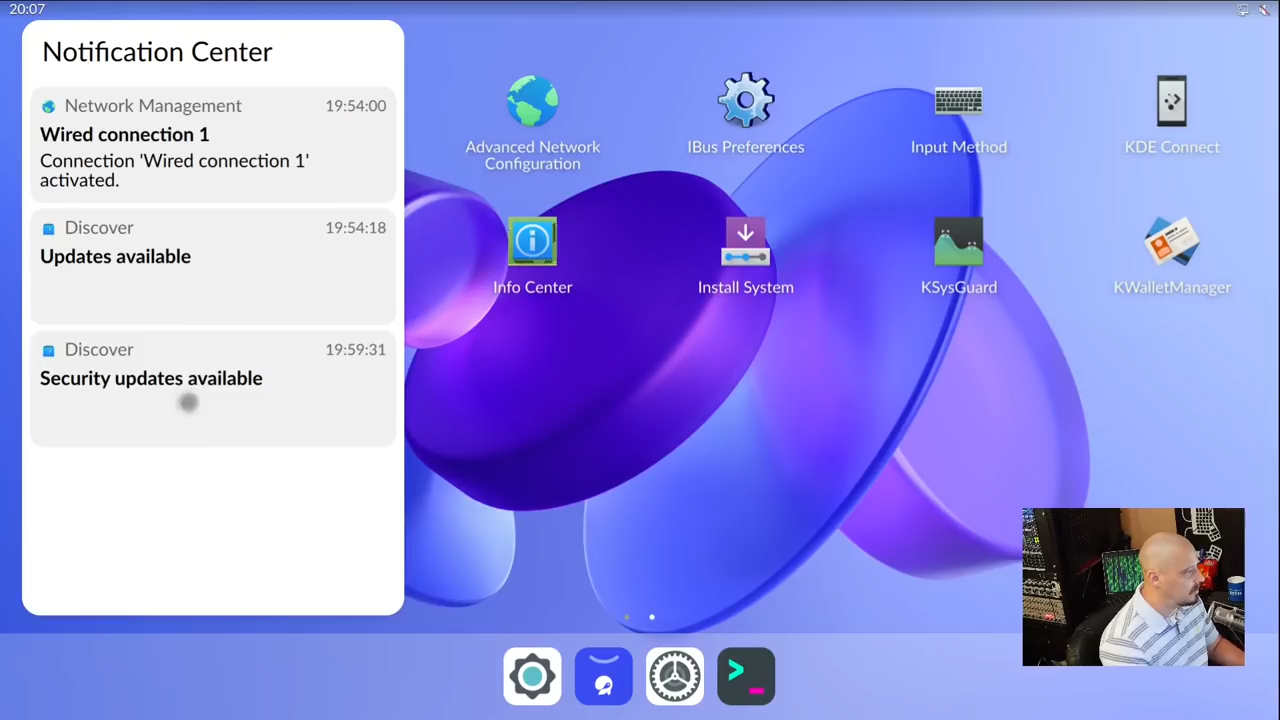 20:07
Notification Center
Network Management 19:54:00
Wired connection 1
Connection 'Wired connection 1'
activated.
Discover 19:54:18
Updates available
Discover 19:59:31
Security updates available
Advanced Network
Configuration
IBus Preferences
Input Method
KDE Connect
Info Center
Install System
KSysGuard
KWalletManager